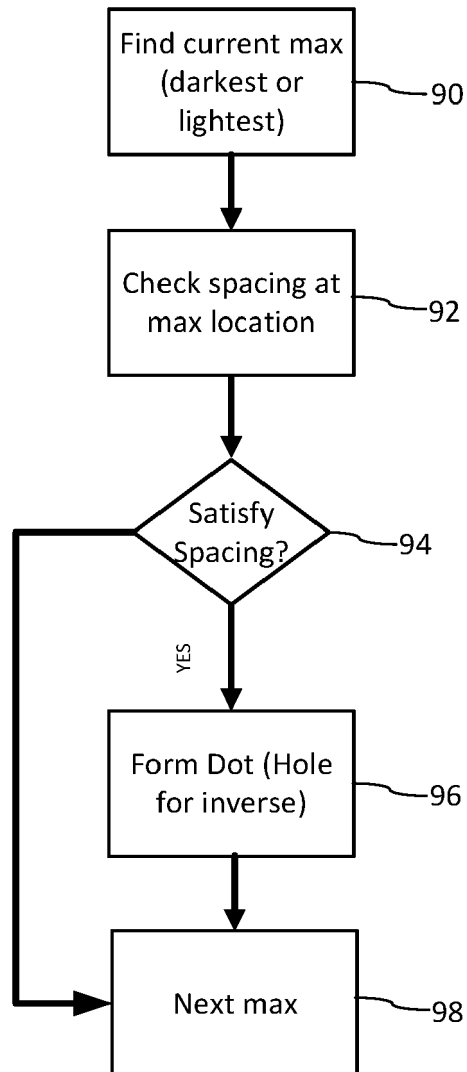 Find current max
(darkest or
lightest)
90
Check spacing at
max location
92
Satisfy
Spacing?
94
YES
Form Dot (Hole
for inverse)
96
Next max
98